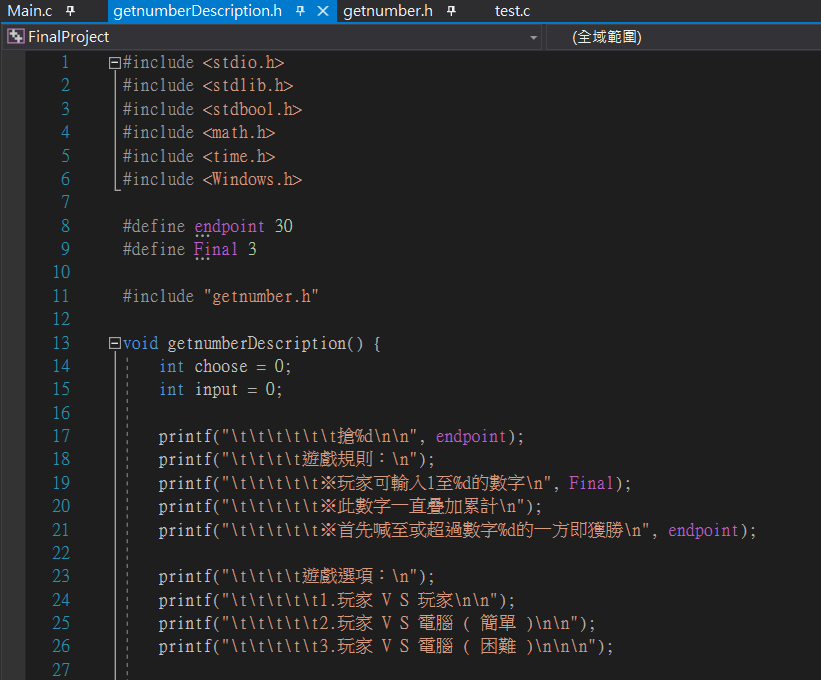 Main.c getnumberDescription.h getnumber.h test.c
FinalProject (全域範圍)
1 #include <stdio.h>
2 #include <stdlib.h>
3 #include <stdbool.h>
4 #include <math.h>
5 #include <time.h>
6 #include <Windows.h>
7
8 #define endpoint 30
9 #define Final 3
10
11 #include "getnumber.h"
12
13 void getnumberDescription() {
14 int choose = 0;
15 int input = 0;
16
17 printf("\t\t\t\t\t\t搶%d\n\n", endpoint);
18 printf("\t\t\t\t遊戲規則：\n");
19 printf("\t\t\t\t\t※玩家可輸入1至%d的數字\n", Final);
20 printf("\t\t\t\t\t※此數字一直疊加累計\n");
21 printf("\t\t\t\t\t※首先喊至或超過數字%d的一方即獲勝\n", endpoint);
22
23 printf("\t\t\t\t遊戲選項：\n");
24 printf("\t\t\t\t\t1.玩家 V S 玩家\n\n");
25 printf("\t\t\t\t\t2.玩家 V S 電腦 ( 簡單 )\n\n");
26 printf("\t\t\t\t\t3.玩家 V S 電腦 ( 困難 )\n\n\n");
27